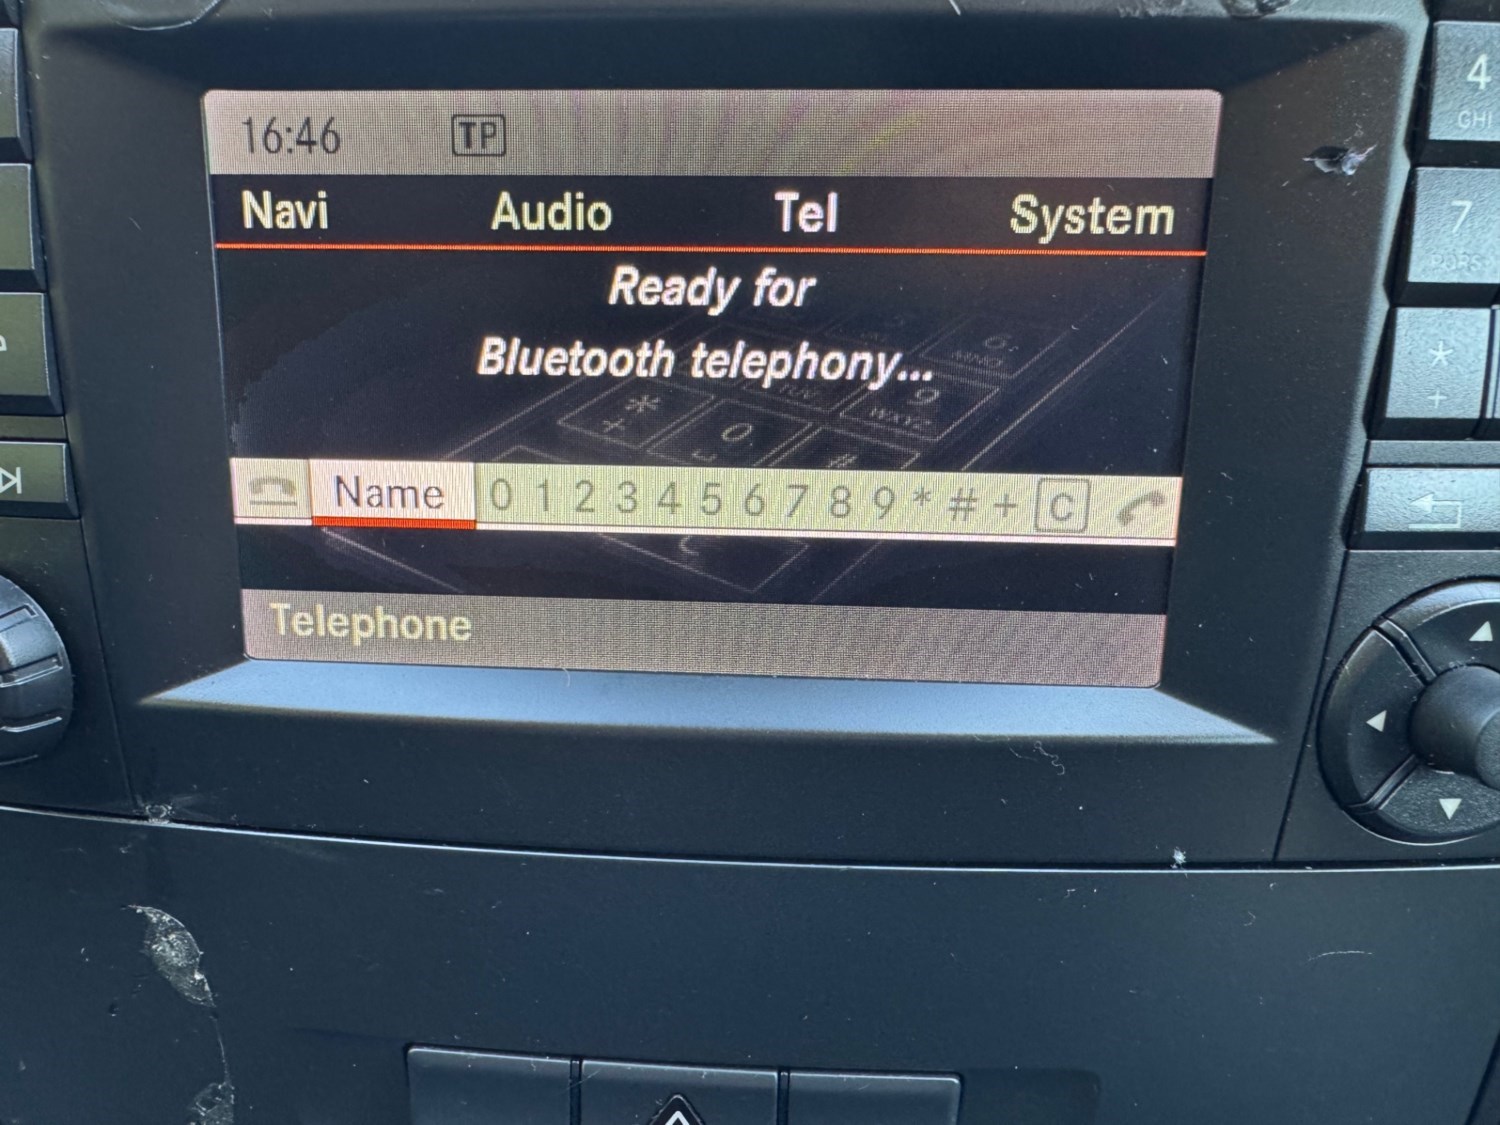 16:46 TP
Navi Audio Tel System
Ready for
Bluetooth telephony...
Name 0 1 2 3 4 5 6 7 8 9 * # + C
Telephone
4
GHI
7
PQRS
*
+